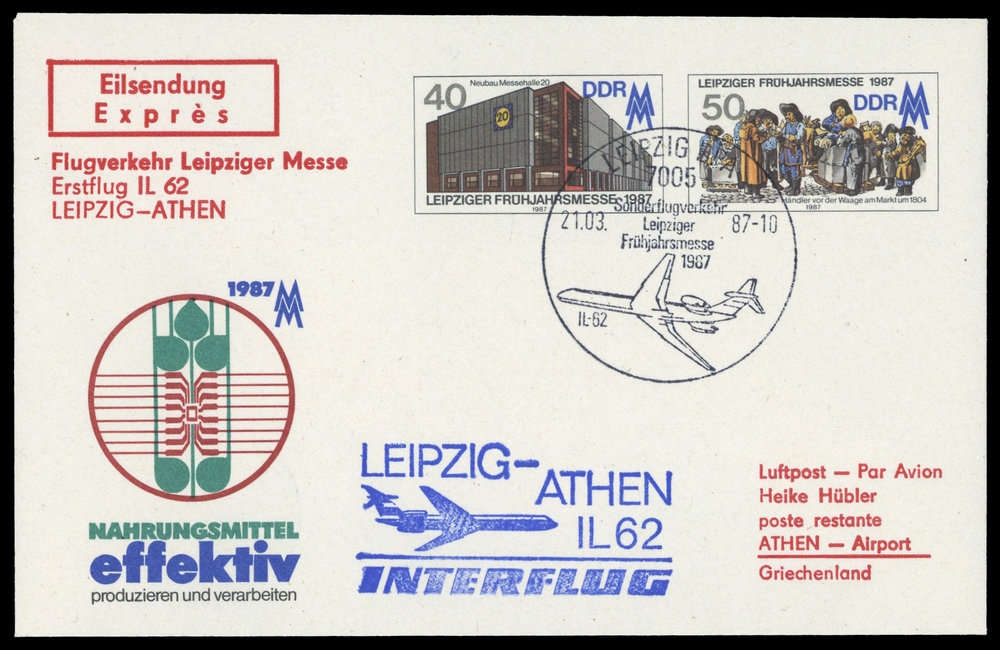 Eilsendung
Exprès
Flugverkehr Leipziger Messe
Erstflug IL 62
LEIPZIG–ATHEN
Neubau Messehalle 20
40
DDR
20
LEIPZIGER FRÜHJAHRSMESSE 1987
1987
LEIPZIGER FRÜHJAHRSMESSE 1987
50
DDR
Händler vor der Waage am Markt um 1804
1987
LEIPZIG
7005
Sonderflugverkehr
21.03. Leipziger 87-10
Frühjahrsmesse
1987
IL-62
1987
NAHRUNGSMITTEL
effektiv
produzieren und verarbeiten
LEIPZIG–
ATHEN
IL62
INTERFLUG
Luftpost – Par Avion
Heike Hübler
poste restante
ATHEN – Airport
Griechenland